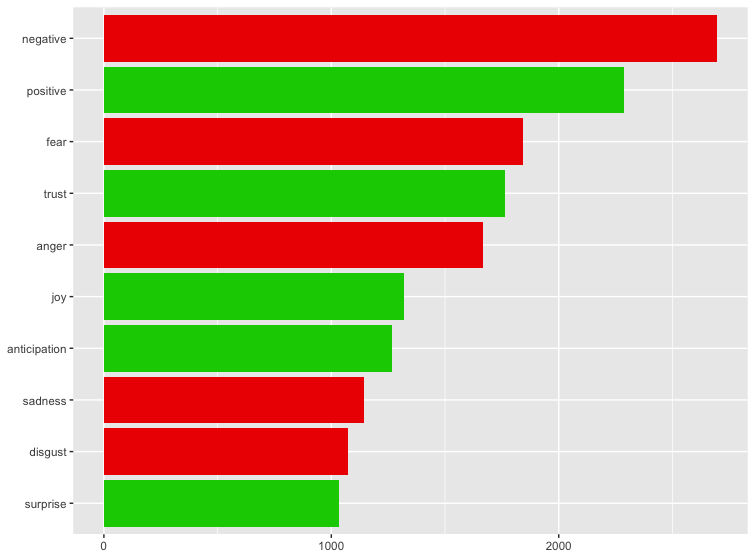 negative
positive
fear
trust
anger
joy
anticipation
sadness
disgust
surprise
0 1000 2000